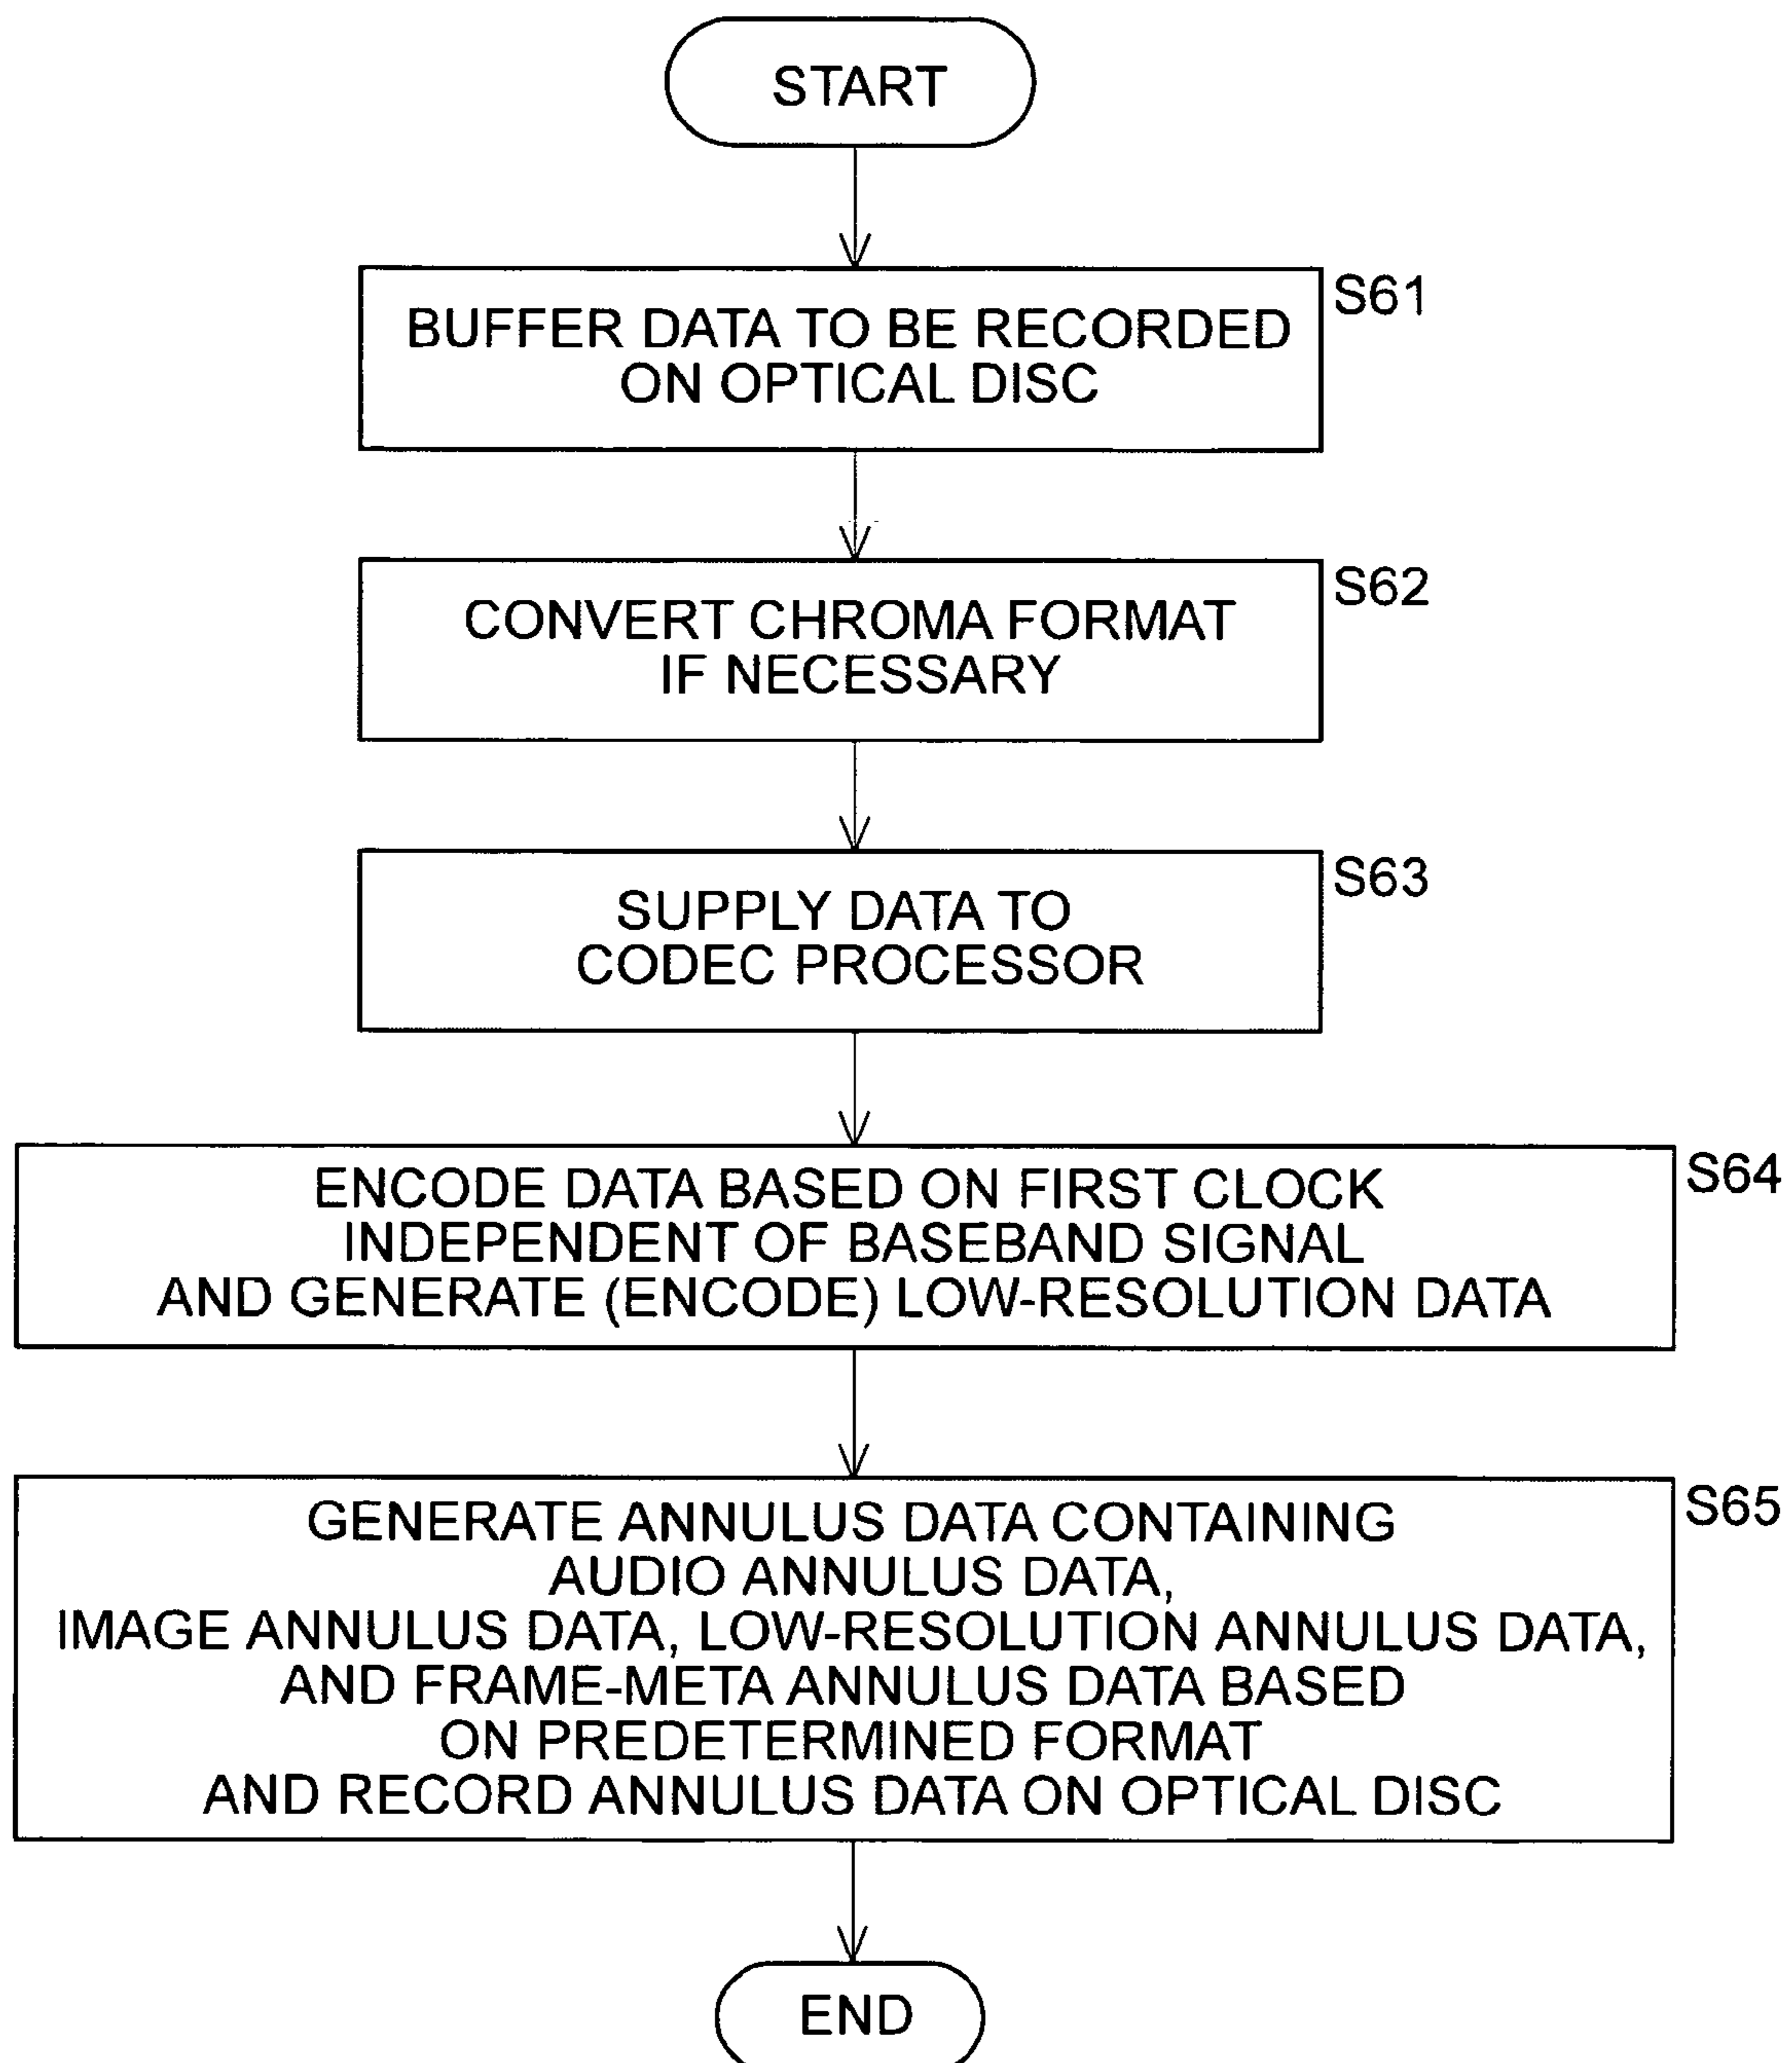 START
BUFFER DATA TO BE RECORDED
ON OPTICAL DISC
S61
CONVERT CHROMA FORMAT
IF NECESSARY
S62
SUPPLY DATA TO
CODEC PROCESSOR
S63
ENCODE DATA BASED ON FIRST CLOCK
INDEPENDENT OF BASEBAND SIGNAL
AND GENERATE (ENCODE) LOW-RESOLUTION DATA
S64
GENERATE ANNULUS DATA CONTAINING
AUDIO ANNULUS DATA,
IMAGE ANNULUS DATA, LOW-RESOLUTION ANNULUS DATA,
AND FRAME-META ANNULUS DATA BASED
ON PREDETERMINED FORMAT
AND RECORD ANNULUS DATA ON OPTICAL DISC
S65
END